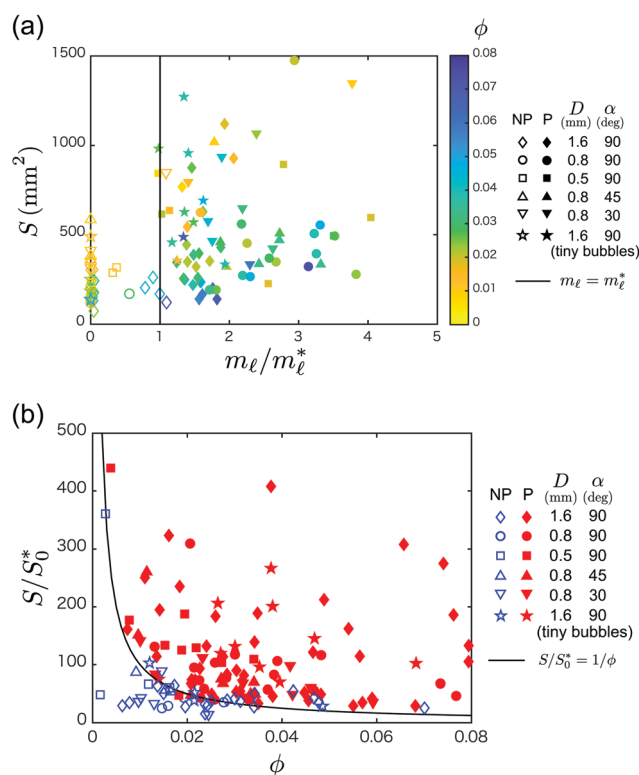 (a)
ϕ
1500
1000
500
0
S (mm²)
0 1 2 3 4 5
mℓ/mℓ*
0.08
0.07
0.06
0.05
0.04
0.03
0.02
0.01
0
NP P D (mm) α (deg)
1.6 90
0.8 90
0.5 90
0.8 45
0.8 30
1.6 90
(tiny bubbles)
mℓ = mℓ*
(b)
500
400
300
200
100
0
S/S₀*
0 0.02 0.04 0.06 0.08
ϕ
NP P D (mm) α (deg)
1.6 90
0.8 90
0.5 90
0.8 45
0.8 30
1.6 90
(tiny bubbles)
S/S₀* = 1/ϕ